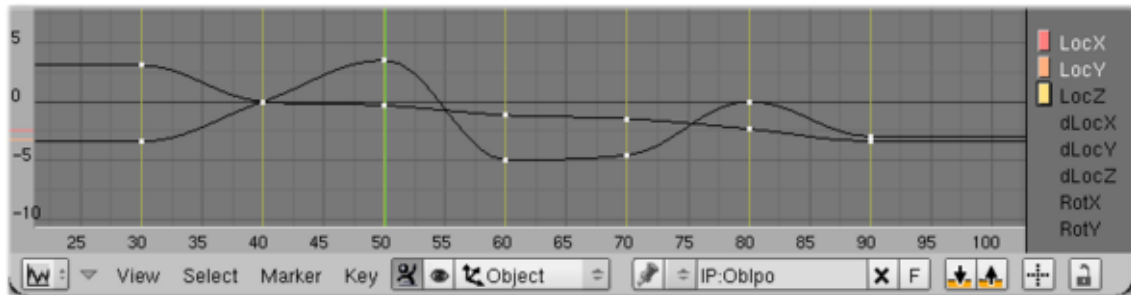 5
0
-5
-10
25 30 35 40 45 50 55 60 65 70 75 80 85 90 95 100
LocX
LocY
LocZ
dLocX
dLocY
dLocZ
RotX
RotY
View Select Marker Key Object IP:ObIpo X F